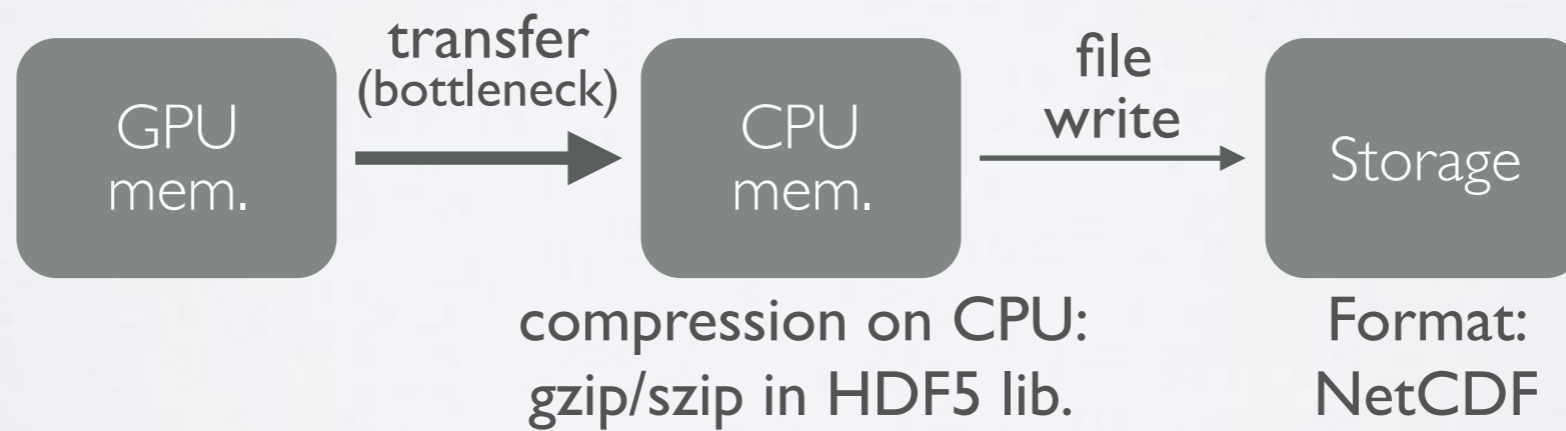 transfer
(bottleneck)
file
write
GPU
mem.
CPU
mem.
Storage
compression on CPU:
gzip/szip in HDF5 lib.
Format:
NetCDF